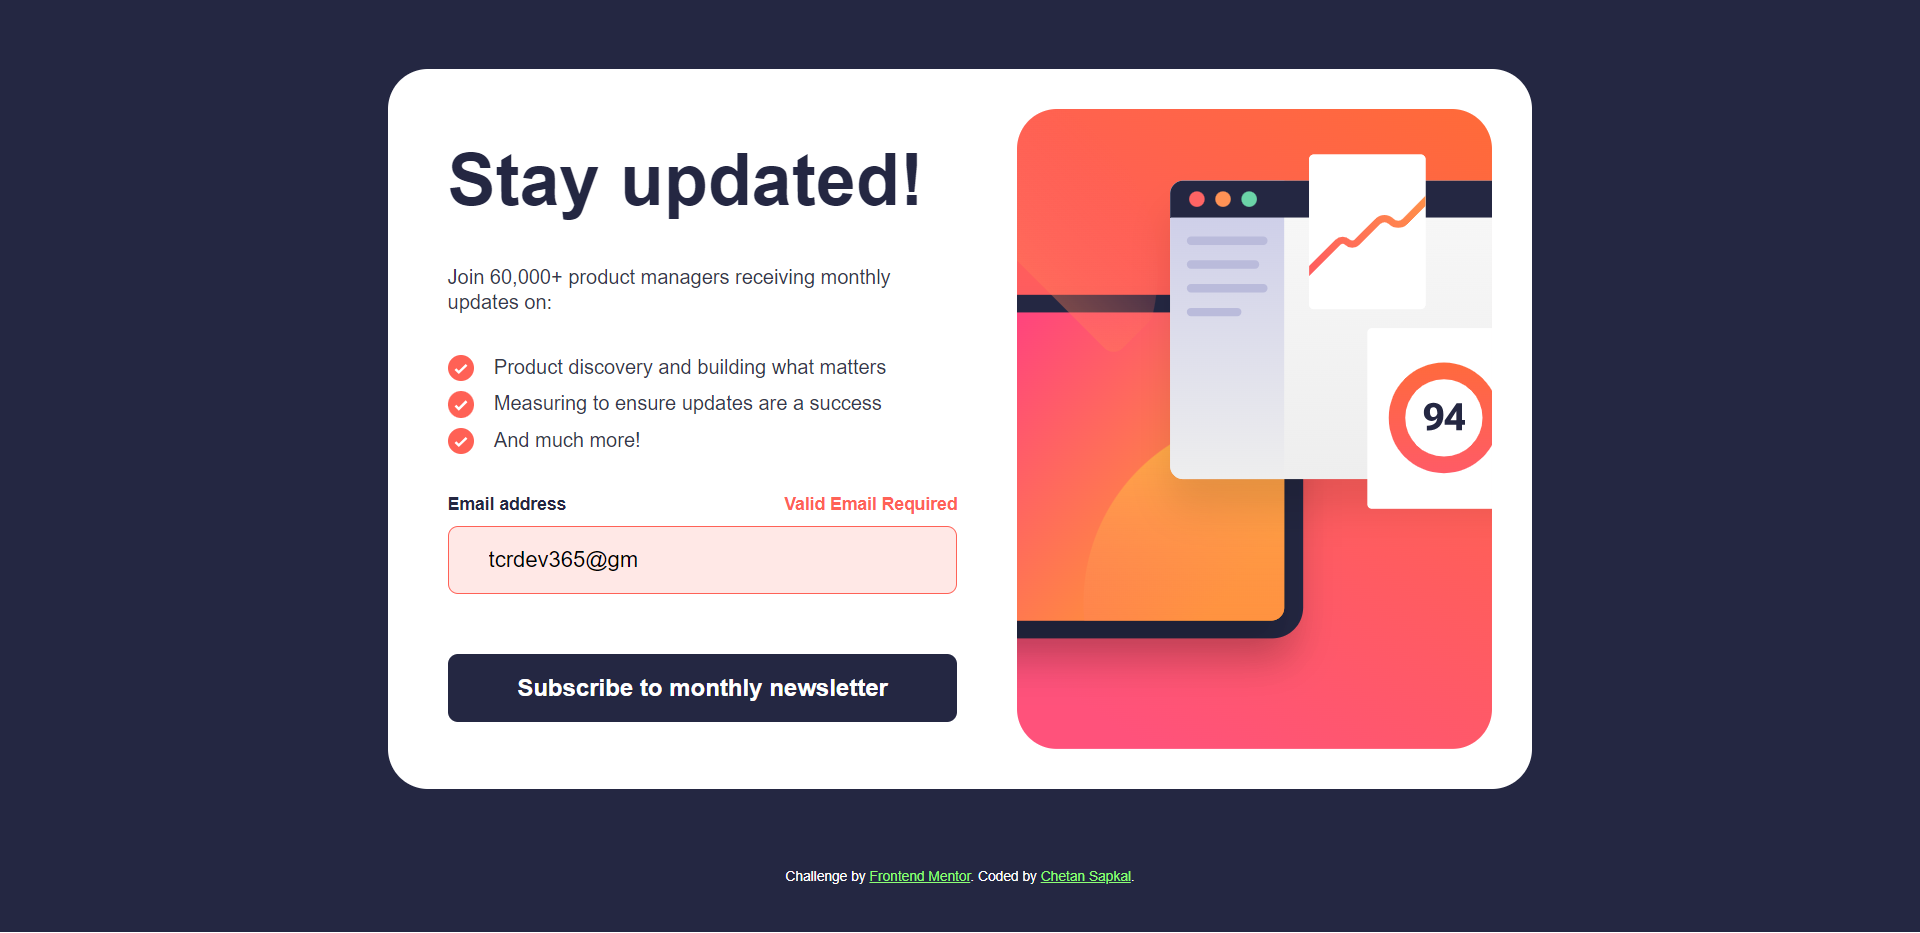 Stay updated!
Join 60,000+ product managers receiving monthly
updates on:
Product discovery and building what matters
Measuring to ensure updates are a success
And much more!
Email address
Valid Email Required
tcrdev365@gm
Subscribe to monthly newsletter
94
Challenge by Frontend Mentor. Coded by Chetan Sapkal.